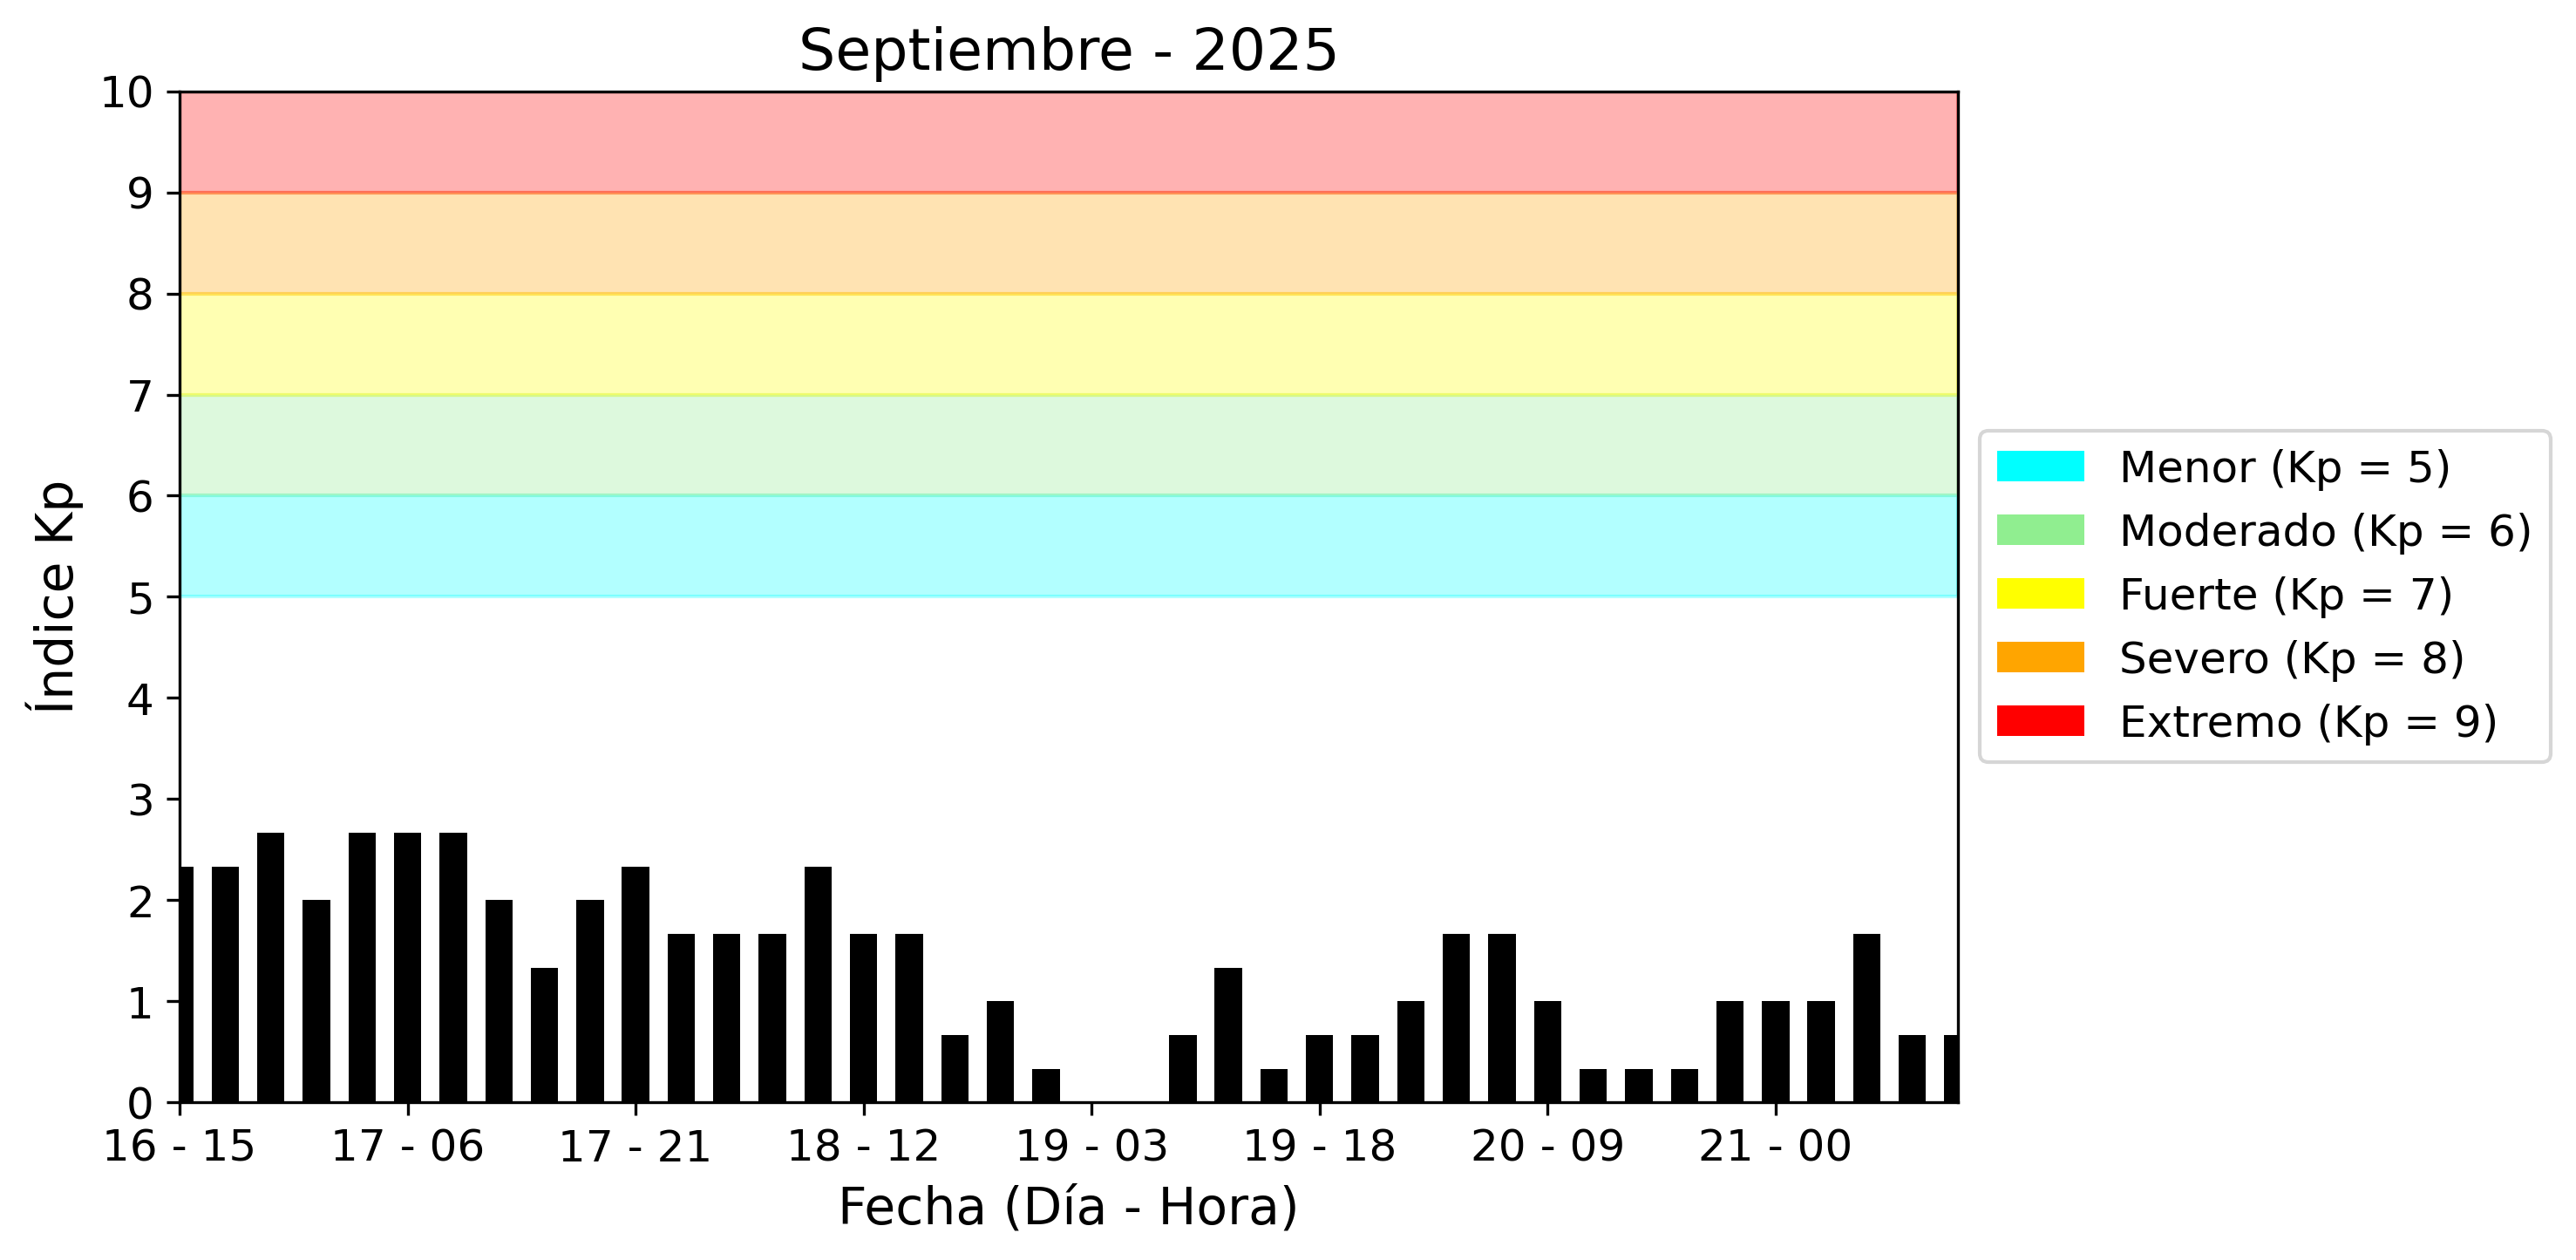 Septiembre - 2025
10
9
8
7
6
5
4
3
2
1
0
Índice Kp
16 - 15
17 - 06
17 - 21
18 - 12
19 - 03
19 - 18
20 - 09
21 - 00
Fecha (Día - Hora)
Menor (Kp = 5)
Moderado (Kp = 6)
Fuerte (Kp = 7)
Severo (Kp = 8)
Extremo (Kp = 9)